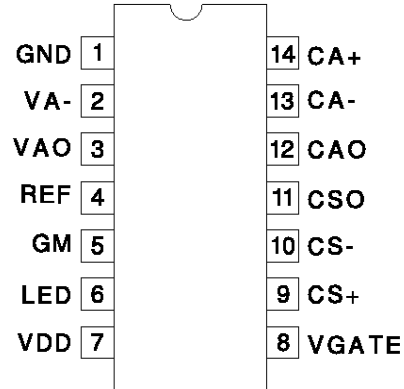 GND 1 14 CA+
VA- 2 13 CA-
VAO 3 12 CAO
REF 4 11 CSO
GM 5 10 CS-
LED 6 9 CS+
VDD 7 8 VGATE